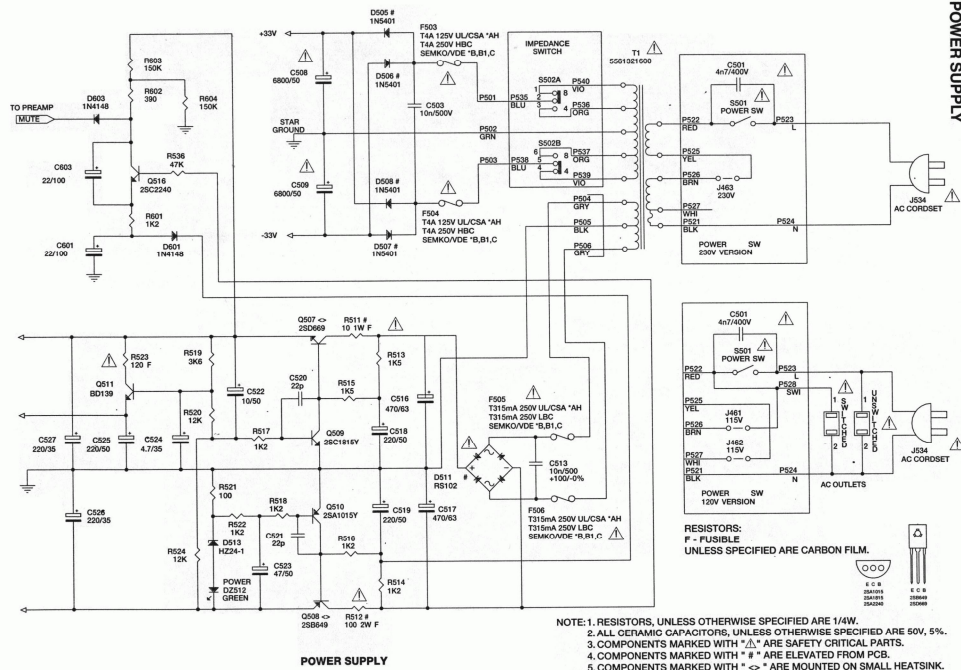 POWER SUPPLY
D505 #
1N5401
F503
T4A 125V UL/CSA *AH
T4A 250V HBC
SEMKO/VDE *B,B1,C
+33V
C508
6800/50
D506 #
1N5401
C503
10n/500V
STAR
GROUND
C509
6800/50
D508 #
1N5401
F504
T4A 125V UL/CSA *AH
T4A 250V HBC
SEMKO/VDE *B,B1,C
-33V
D507 #
1N5401
P501
P502
GRN
P503
IMPEDANCE
SWITCH
S502A
1
2
3
8
4
P535
BLU
P540
VIO
P536
ORG
S502B
6
5
4
8
4
P538
BLU
P537
ORG
P539
VIO
P504
GRY
P505
BLK
P506
GRY
T1
5501021600
C501
4n7/400V
S501
POWER SW
P522
RED
P523
L
P525
YEL
P526
BRN
J463
230V
P527
WHI
P521
BLK
P524
N
POWER SW
230V VERSION
J534
AC CORDSET
R603
150K
R602
390
R604
150K
TO PREAMP
MUTE
D603
1N4148
C603
22/100
Q516
2SC2240
R536
47K
R601
1K2
C601
22/100
D601
1N4148
Q507 <>
2SD669
R511 #
10 1W F
R523
120 F
R519
3K6
Q511
BD139
R520
12K
C522
10/50
C520
22p
R515
1K5
R513
1K5
C516
470/63
R517
1K2
Q509
2SC1815Y
C518
220/50
C527
220/35
C525
220/50
C524
4.7/35
R521
100
R518
1K2
Q510
2SA1015Y
C519
220/50
C517
470/63
C526
220/35
R522
1K2
D513
HZ24-1
C521
22p
R516
1K2
R524
12K
C523
47/50
R514
1K2
POWER
DZ512
GREEN
Q508 <>
2SB649
R512 #
100 2W F
D511
RS102 #
F505
T315mA 250V UL/CSA *AH
T315mA 250V LBC
SEMKO/VDE *B,B1,C
C513
10n/500
+100/-0%
F506
T315mA 250V UL/CSA *AH
T315mA 250V LBC
SEMKO/VDE *B,B1,C
C501
4n7/400V
S501
POWER SW
P522
RED
P523
L
P528
SWI
P525
YEL
P526
BRN
J461
115V
J462
115V
P527
WHI
P521
BLK
P524
N
POWER SW
120V VERSION
1
SWITCHED
2
1
UNSWITCHED
2
AC OUTLETS
J534
AC CORDSET
RESISTORS:
F - FUSIBLE
UNLESS SPECIFIED ARE CARBON FILM.
E C B
2SA1015
2SA1815
2SA2240
E C B
2SB649
2SD669
NOTE: 1. RESISTORS, UNLESS OTHERWISE SPECIFIED ARE 1/4W.
2. ALL CERAMIC CAPACITORS, UNLESS OTHERWISE SPECIFIED ARE 50V, 5%.
3. COMPONENTS MARKED WITH "⚠" ARE SAFETY CRITICAL PARTS.
4. COMPONENTS MARKED WITH " # " ARE ELEVATED FROM PCB.
5. COMPONENTS MARKED WITH " <> " ARE MOUNTED ON SMALL HEATSINK.
POWER SUPPLY